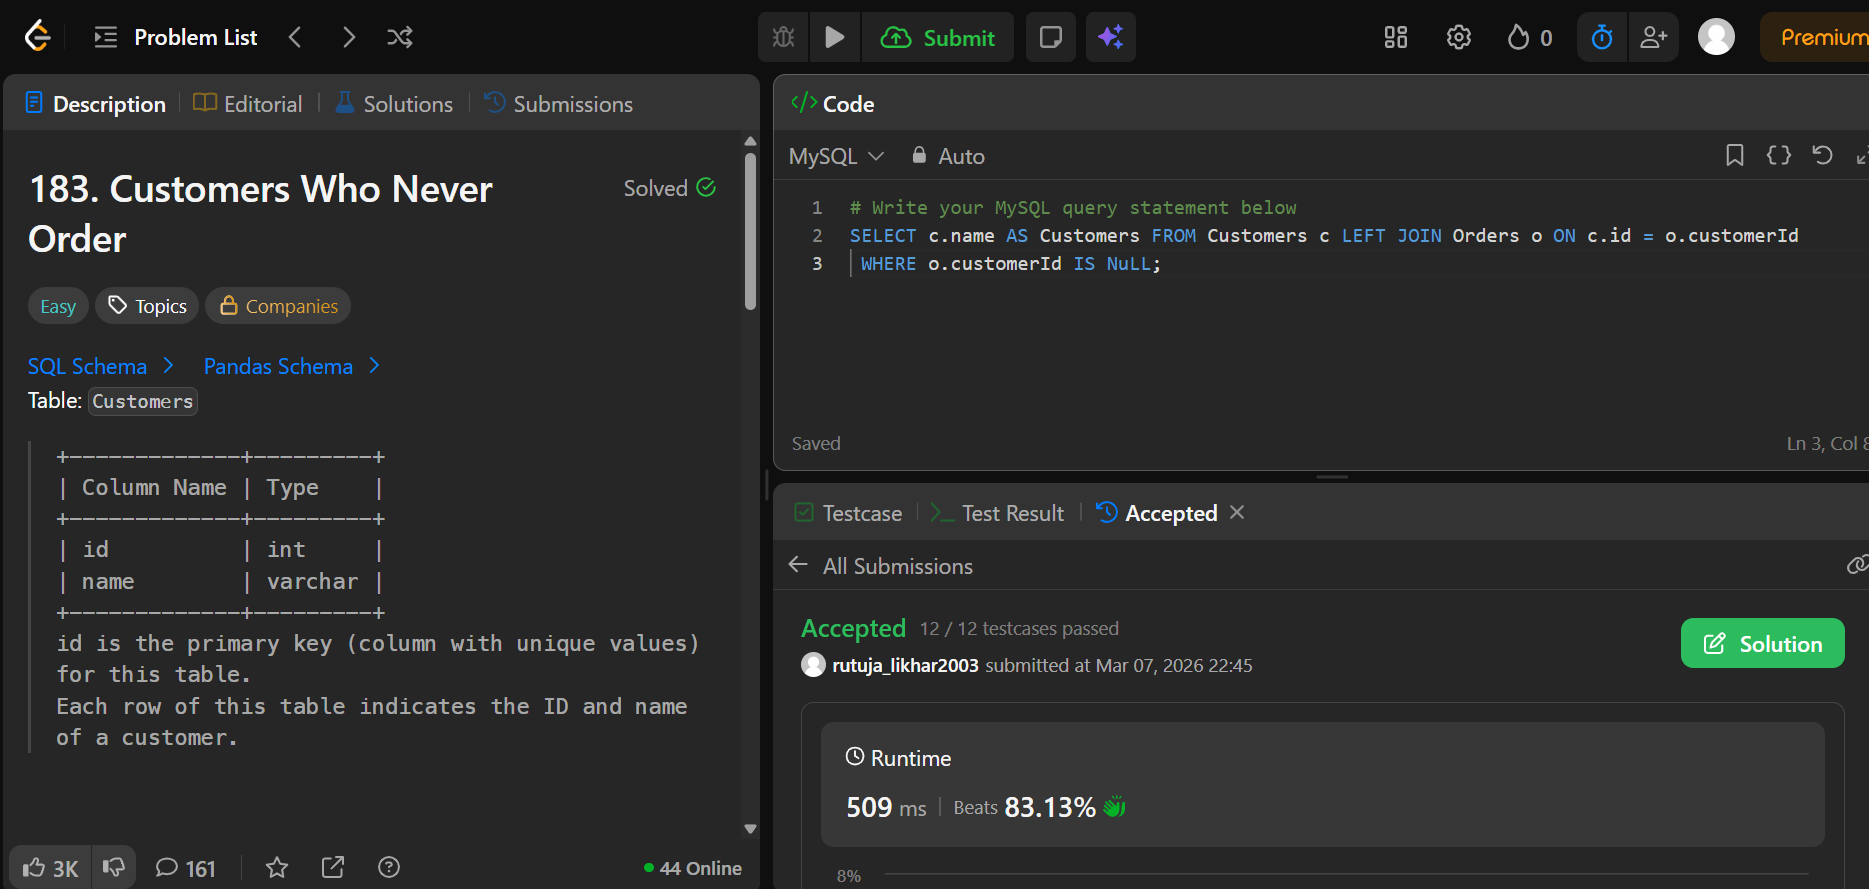 Problem List
Submit
0
Premium
Description
Editorial
Solutions
Submissions
183. Customers Who Never
Order
Solved
Easy
Topics
Companies
SQL Schema
Pandas Schema
Table: Customers
+-------------+---------+
| Column Name | Type    |
+-------------+---------+
| id          | int     |
| name        | varchar |
+-------------+---------+
id is the primary key (column with unique values)
for this table.
Each row of this table indicates the ID and name
of a customer.
3K
161
44 Online
</> Code
MySQL
Auto
1 # Write your MySQL query statement below
2 SELECT c.name AS Customers FROM Customers c LEFT JOIN Orders o ON c.id = o.customerId
3 WHERE o.customerId IS NuLL;
Saved
Ln 3, Col 8
Testcase
Test Result
Accepted
All Submissions
Accepted 12 / 12 testcases passed
rutuja_likhar2003 submitted at Mar 07, 2026 22:45
Solution
Runtime
509 ms | Beats 83.13%
8%